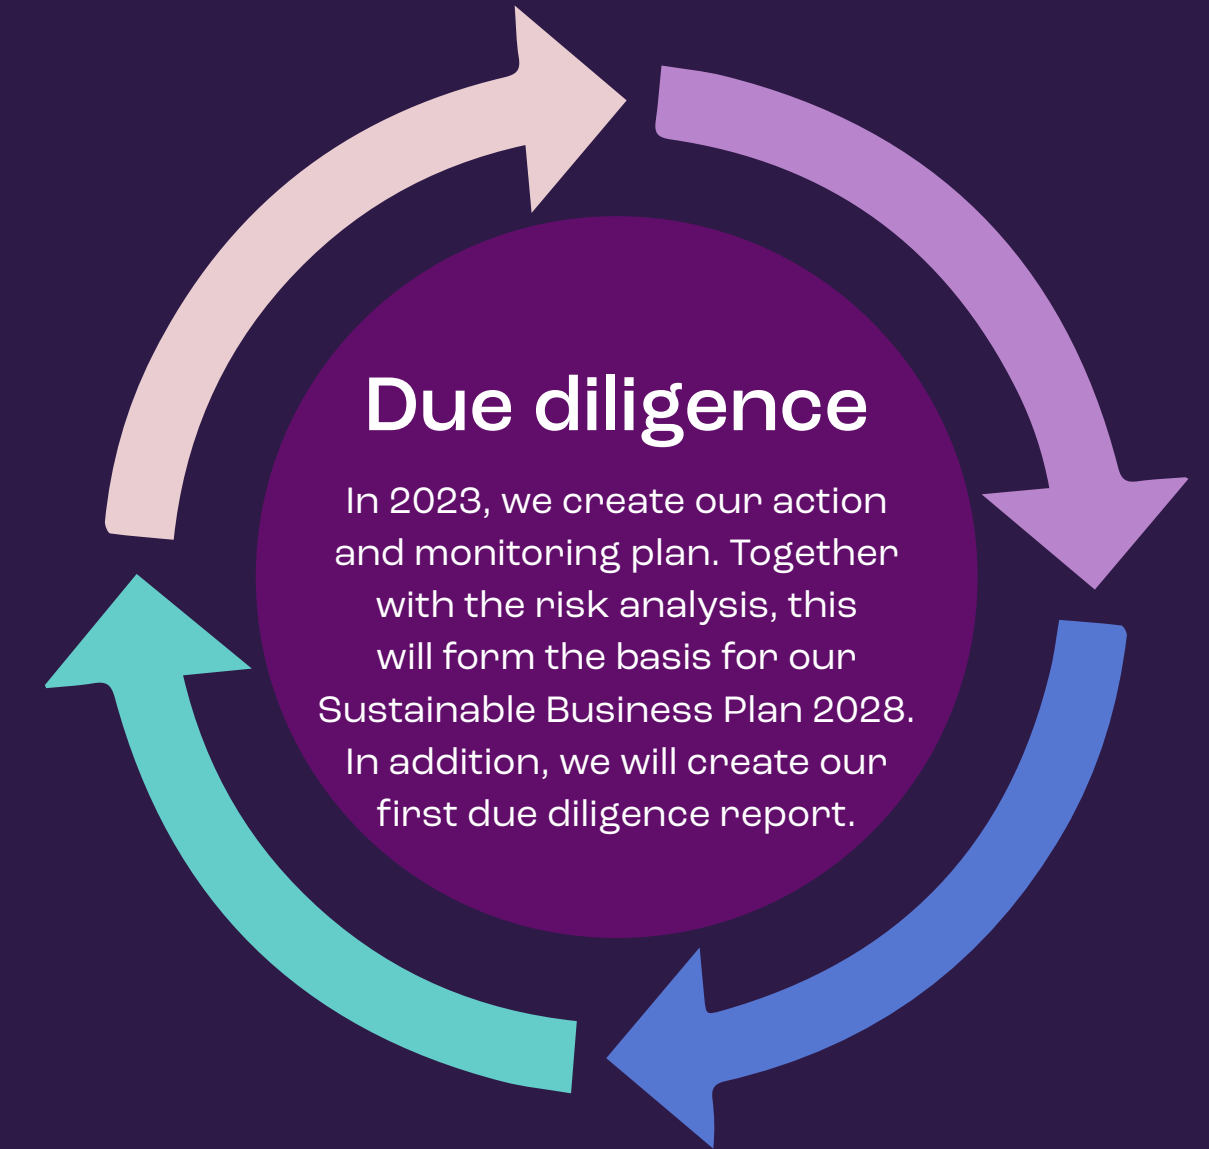 Due diligence
In 2023, we create our action
and monitoring plan. Together
with the risk analysis, this
will form the basis for our
Sustainable Business Plan 2028.
In addition, we will create our
first due diligence report.